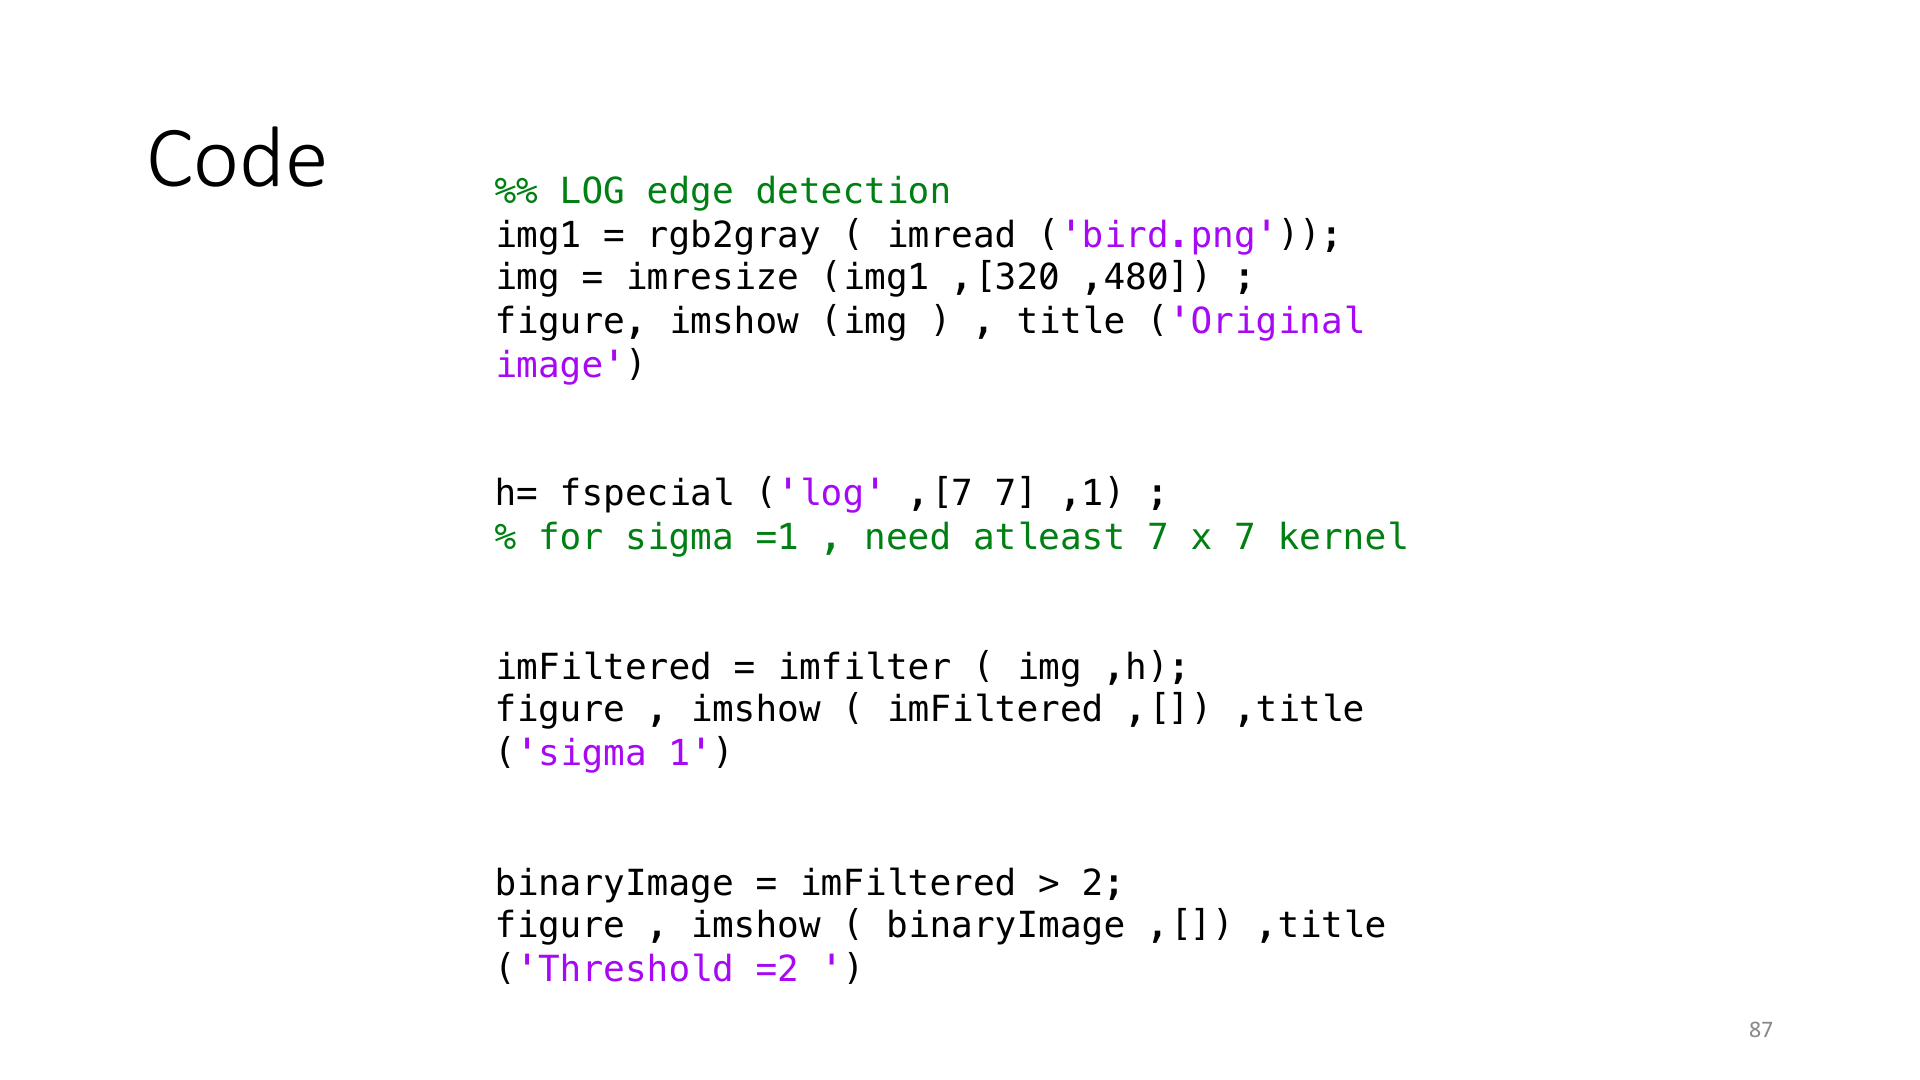 Code
%% LOG edge detection
img1 = rgb2gray ( imread ('bird.png'));
img = imresize (img1 ,[320 ,480]) ;
figure, imshow (img ) , title ('Original
image')
h= fspecial ('log' ,[7 7] ,1) ;
% for sigma =1 , need atleast 7 x 7 kernel
imFiltered = imfilter ( img ,h);
figure , imshow ( imFiltered ,[]) ,title
('sigma 1')
binaryImage = imFiltered > 2;
figure , imshow ( binaryImage ,[]) ,title
('Threshold =2 ')
87